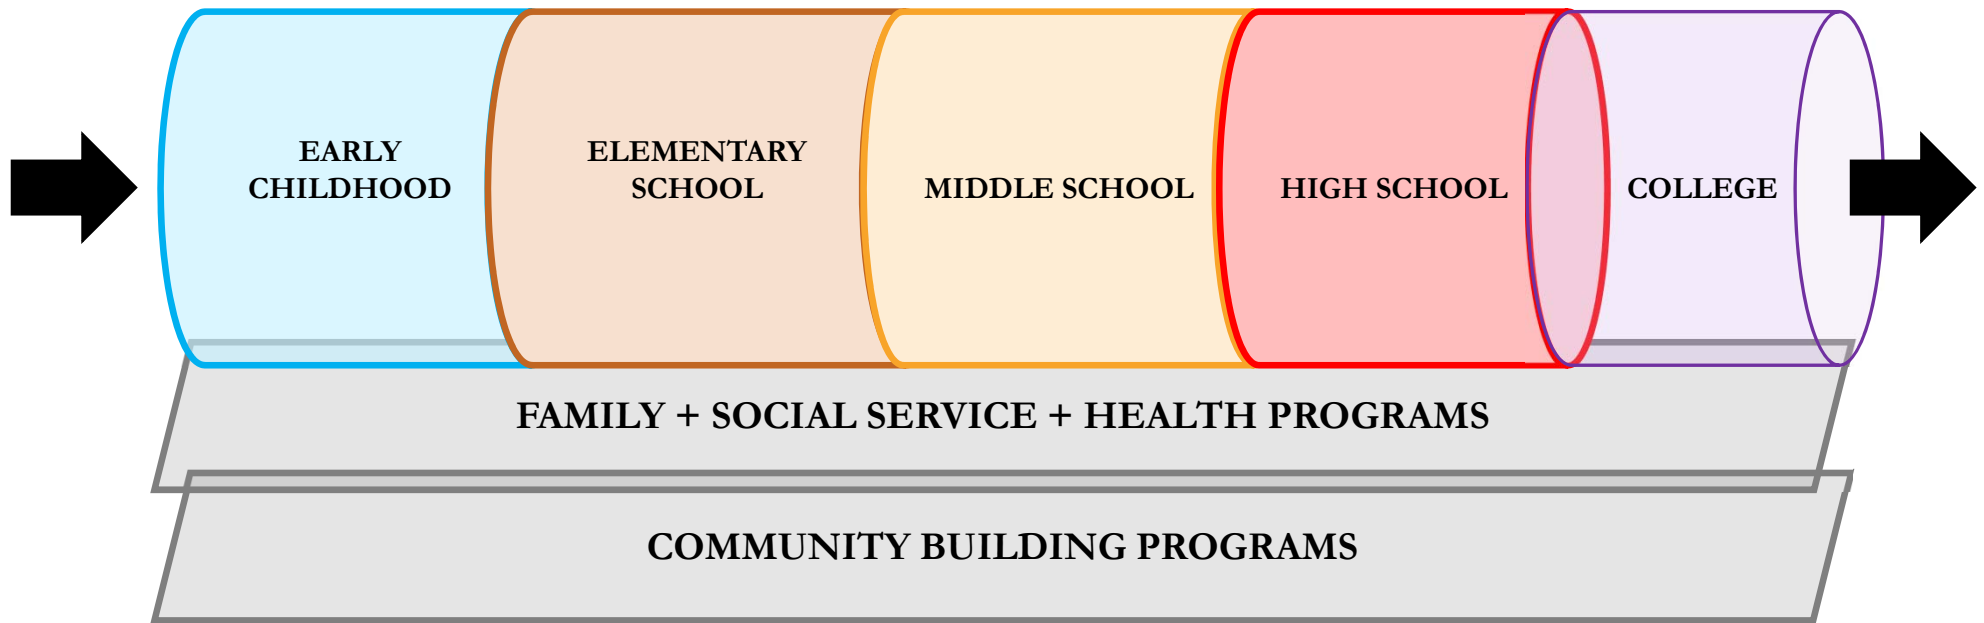 EARLY
CHILDHOOD
ELEMENTARY
SCHOOL
MIDDLE SCHOOL
HIGH SCHOOL
COLLEGE
FAMILY + SOCIAL SERVICE + HEALTH PROGRAMS
COMMUNITY BUILDING PROGRAMS